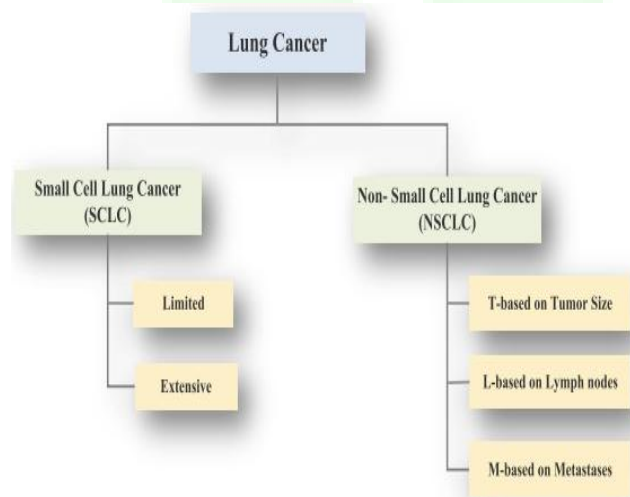 Lung Cancer
Small Cell Lung Cancer
(SCLC)
Limited
Extensive
Non- Small Cell Lung Cancer
(NSCLC)
T-based on Tumor Size
L-based on Lymph nodes
M-based on Metastases